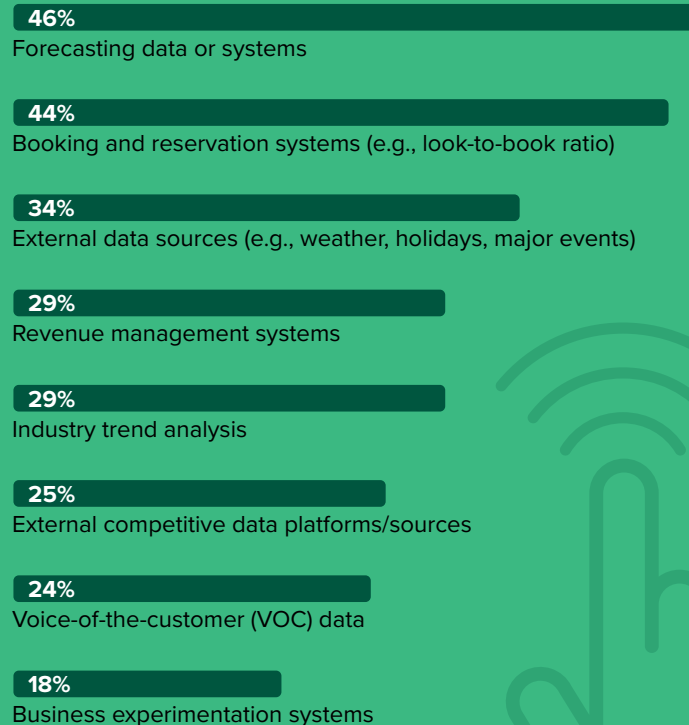 46%
Forecasting data or systems
44%
Booking and reservation systems (e.g., look-to-book ratio)
34%
External data sources (e.g., weather, holidays, major events)
29%
Revenue management systems
29%
Industry trend analysis
25%
External competitive data platforms/sources
24%
Voice-of-the-customer (VOC) data
18%
Business experimentation systems